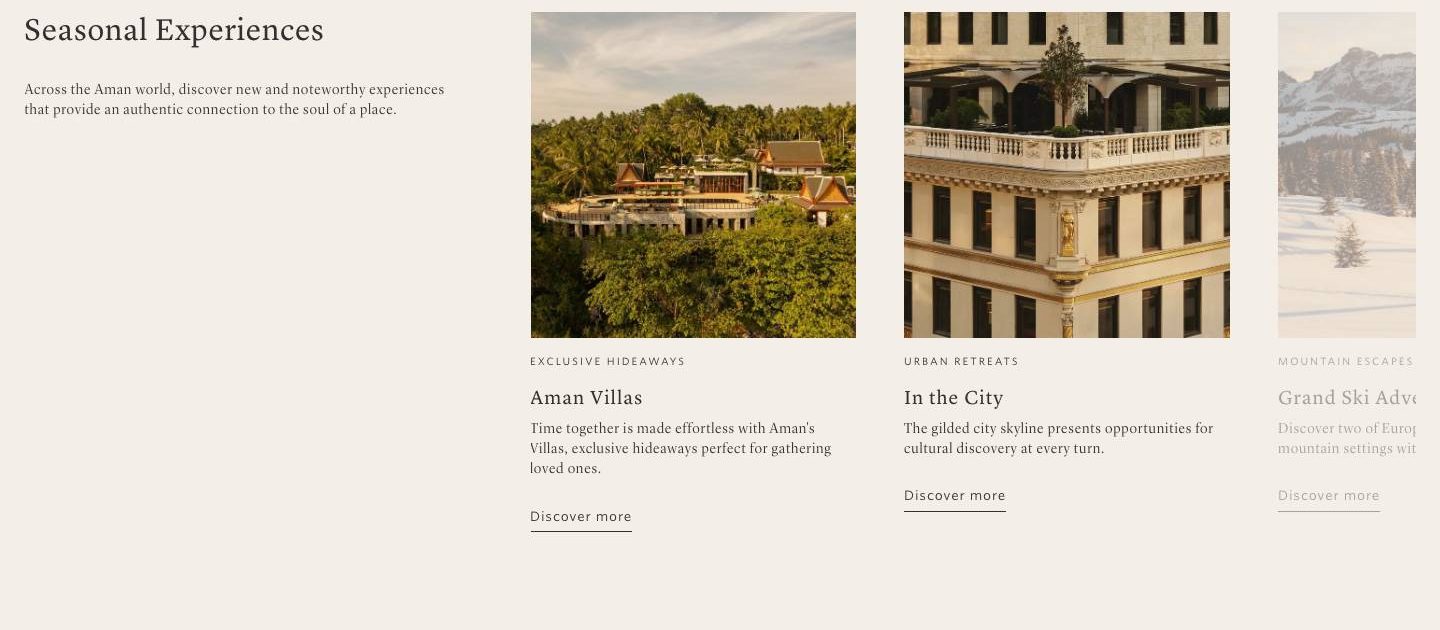 Seasonal Experiences
Across the Aman world, discover new and noteworthy experiences
that provide an authentic connection to the soul of a place.
EXCLUSIVE HIDEAWAYS
Aman Villas
Time together is made effortless with Aman's
Villas, exclusive hideaways perfect for gathering
loved ones.
Discover more
URBAN RETREATS
In the City
The gilded city skyline presents opportunities for
cultural discovery at every turn.
Discover more
MOUNTAIN ESCAPES
Grand Ski
Discover two of
mountain settings
Discover more